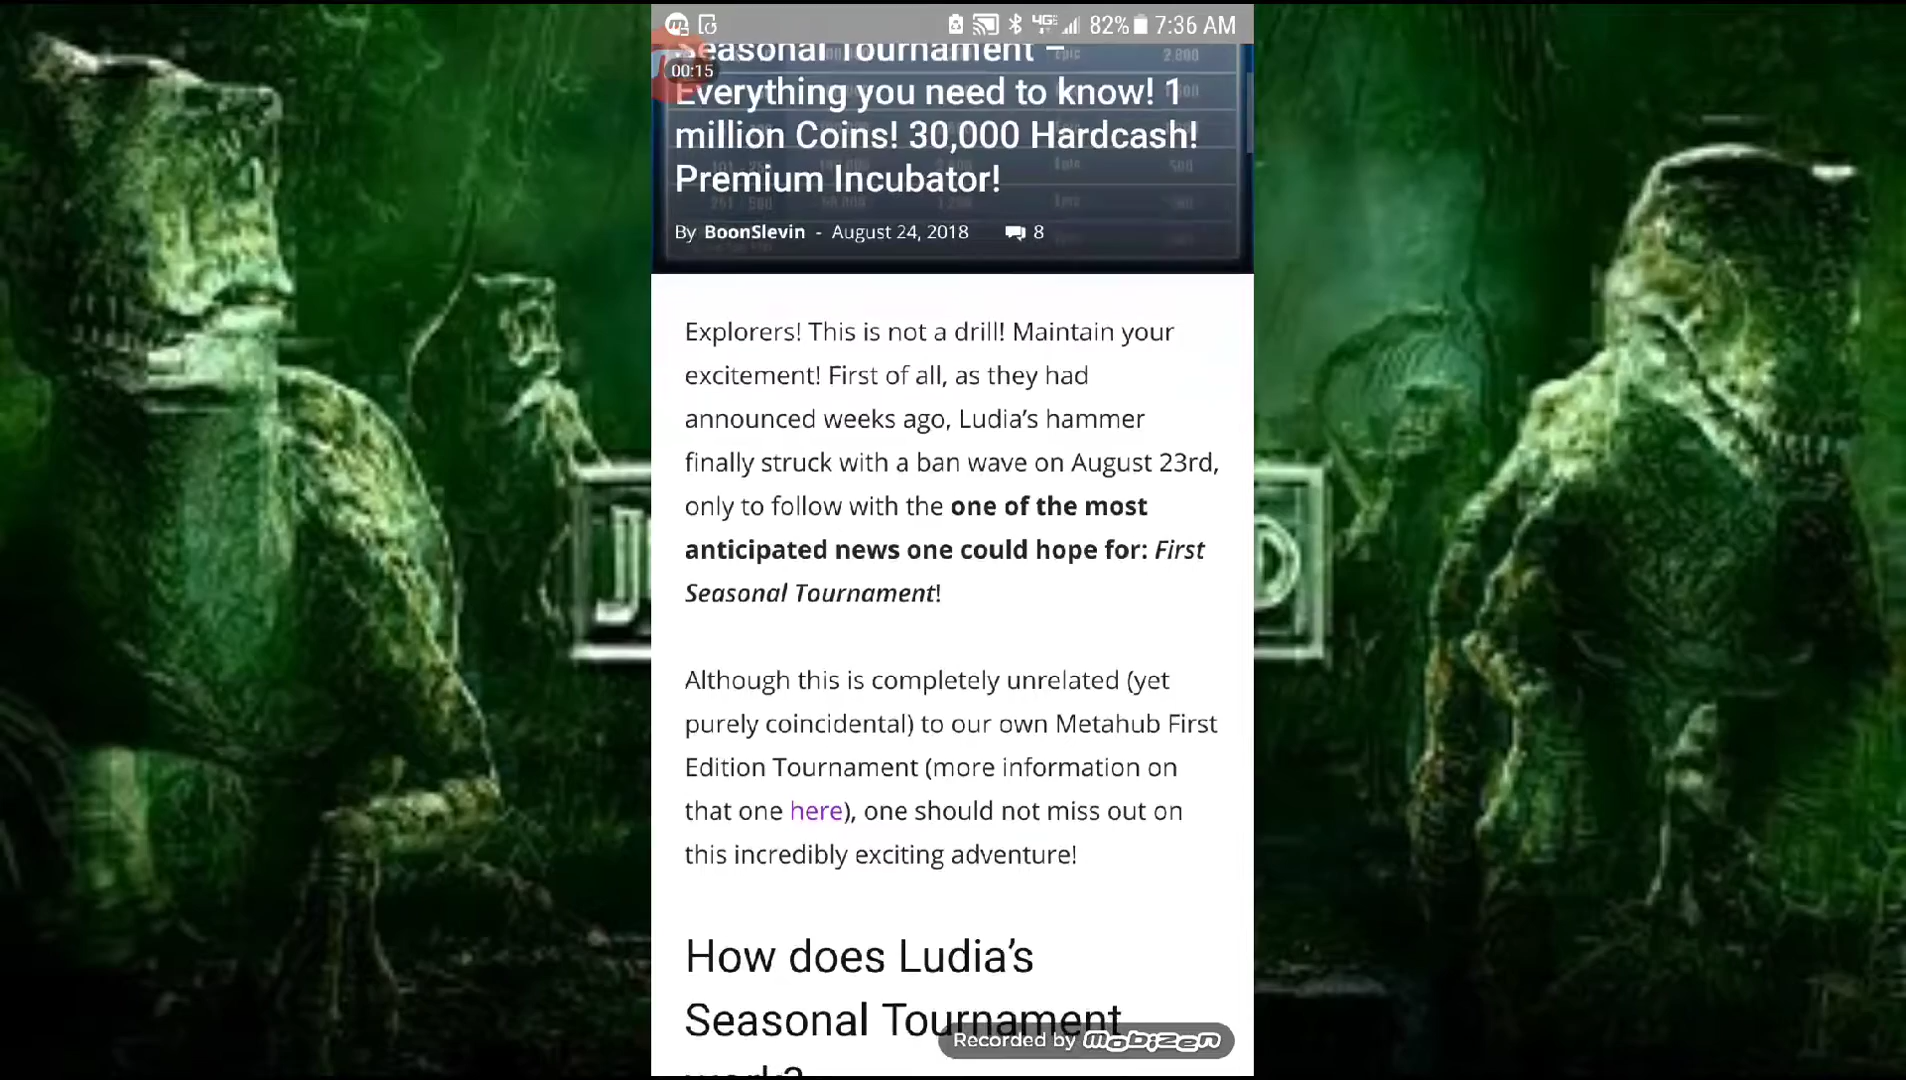 82% 7:36 AM
00:15
Seasonal Tournament –
Everything you need to know! 1
million Coins! 30,000 Hardcash!
Premium Incubator!
By BoonSlevin - August 24, 2018 8
Explorers! This is not a drill! Maintain your
excitement! First of all, as they had
announced weeks ago, Ludia’s hammer
finally struck with a ban wave on August 23rd,
only to follow with the one of the most
anticipated news one could hope for: First
Seasonal Tournament!
Although this is completely unrelated (yet
purely coincidental) to our own Metahub First
Edition Tournament (more information on
that one here), one should not miss out on
this incredibly exciting adventure!
How does Ludia’s
Seasonal Tournament
work?
Recorded by mobizen